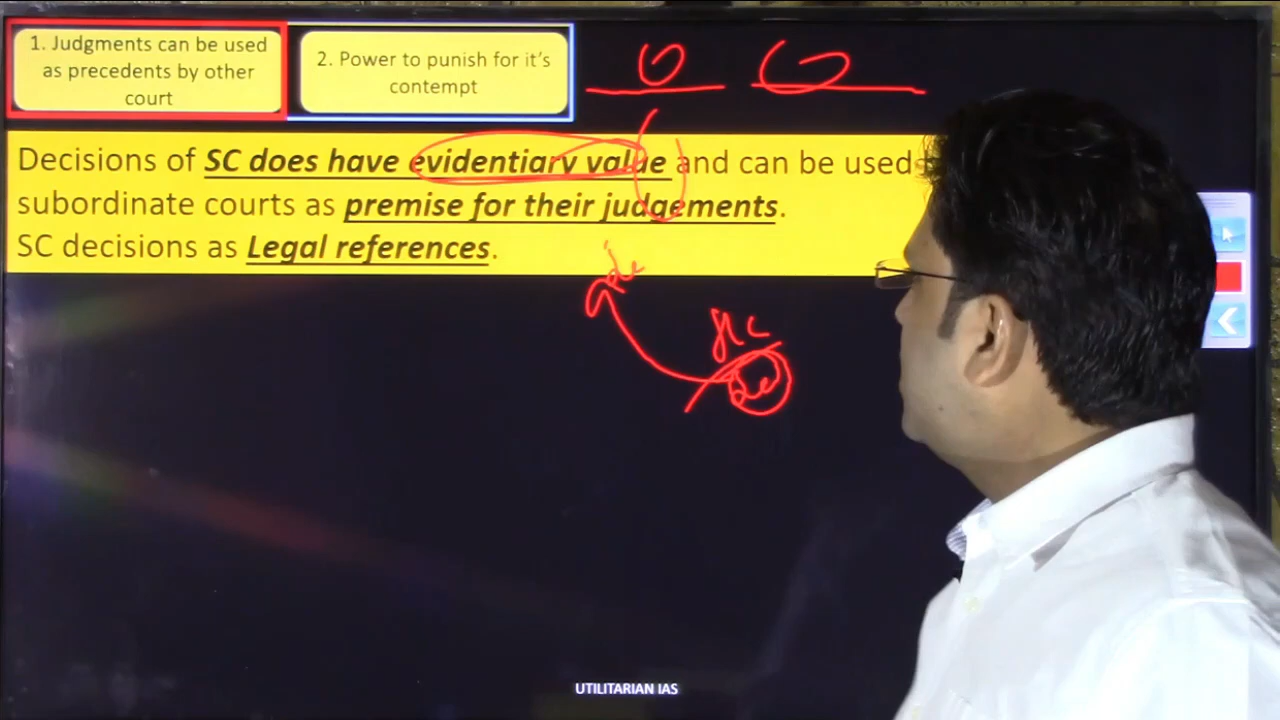 1. Judgments can be used
as precedents by other
court
2. Power to punish for it's
contempt
Decisions of SC does have evidentiary value and can be used
subordinate courts as premise for their judgements.
SC decisions as Legal references.
HC
UTILITARIAN IAS